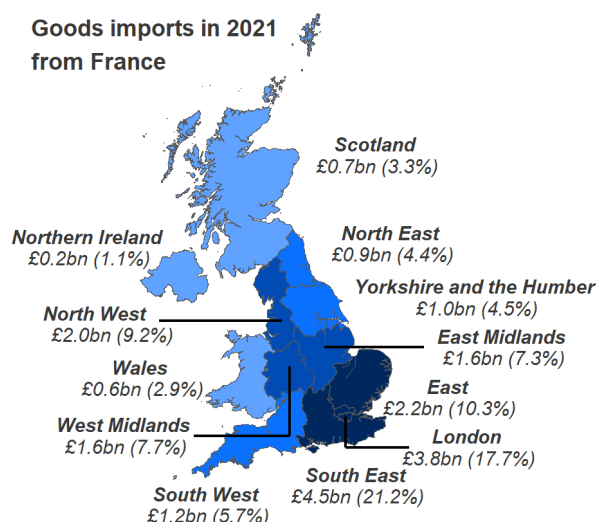 Goods imports in 2021
from France
Scotland
£0.7bn (3.3%)
Northern Ireland
£0.2bn (1.1%)
North East
£0.9bn (4.4%)
Yorkshire and the Humber
£1.0bn (4.5%)
North West
£2.0bn (9.2%)
East Midlands
£1.6bn (7.3%)
Wales
£0.6bn (2.9%)
East
£2.2bn (10.3%)
West Midlands
£1.6bn (7.7%)
London
£3.8bn (17.7%)
South East
£4.5bn (21.2%)
South West
£1.2bn (5.7%)